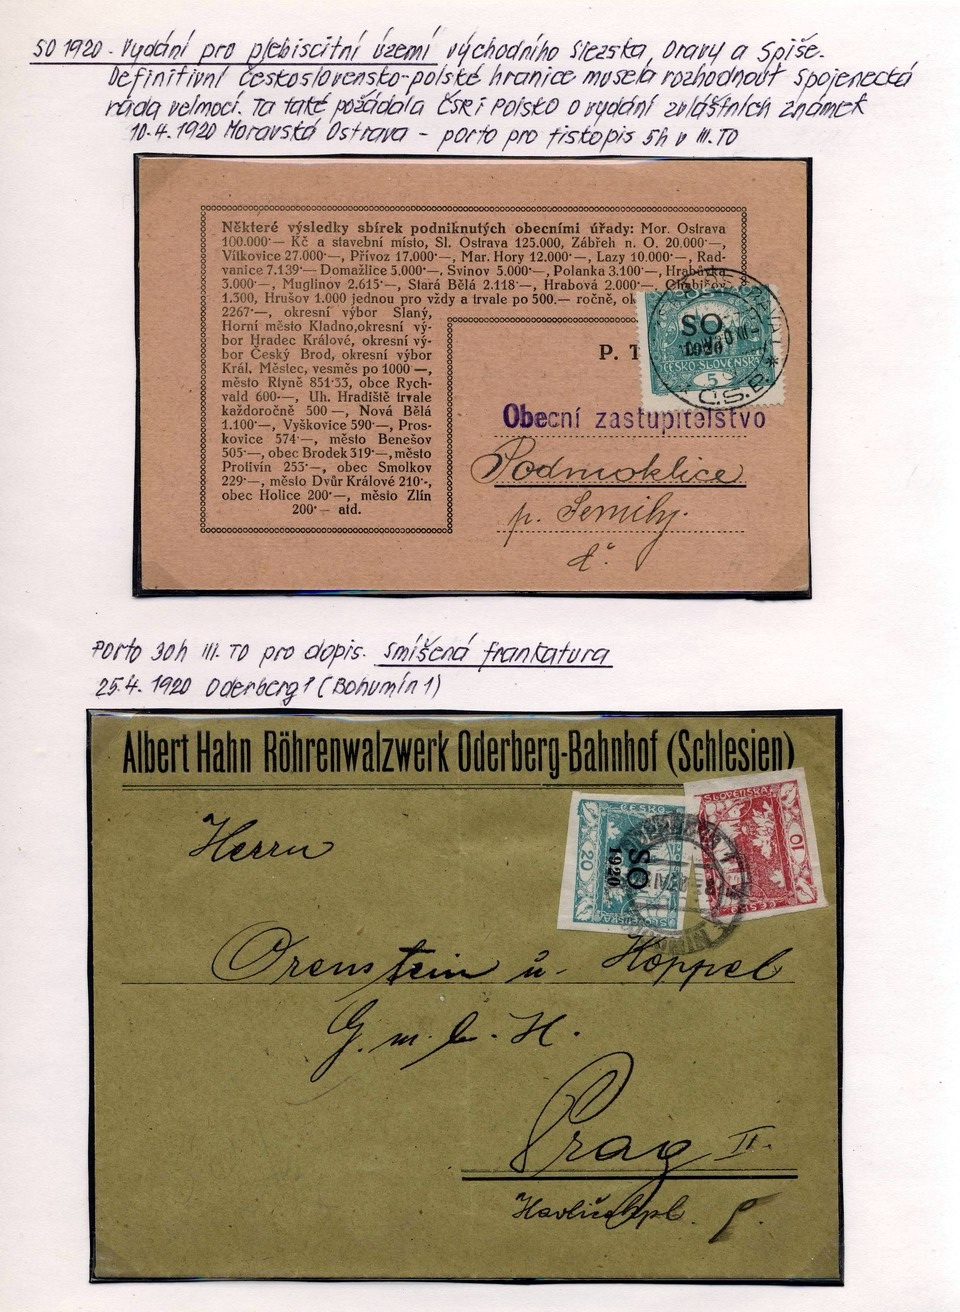 SO 1920 - Vydání pro plebiscitní území východního Slezska, Oravy a Spiše.
Definitivní československo-polské hranice musela rozhodnout Spojenecká
rada velmocí. Ta také požádala ČSR i Polsko o vydání zvláštních známek
10.4.1920 Moravská Ostrava - porto pro tiskopis 5h v III. TO
Některé výsledky sbírek podniknutých obecními úřady: Mor. Ostrava
100.000·— Kč a stavební místo, Sl. Ostrava 125.000, Zábřeh n. O. 20.000·—,
Vítkovice 27.000·—, Přívoz 17.000·—, Mar. Hory 12.000·—, Lazy 10.000·—, Rad-
vanice 7.139·— Domažlice 5.000·—, Svinov 5.000·—, Polanka 3.100·—, Hrabůvka
3.000·—, Muglinov 2.615·—, Stará Bělá 2.118·—, Hrabová 2.000·—,
1.300, Hrušov 1.000 jednou pro vždy a trvale po 500.— ročně, ok
2267·—, okresní výbor Slaný,
Horní město Kladno,okresní vý-
bor Hradec Králové, okresní vý-
bor Český Brod, okresní výbor
Král. Městec, vesměs po 1000 —,
město Rtyně 851·33, obce Rych-
vald 600·—, Uh. Hradiště trvale
každoročně 500 —, Nová Bělá
1.100·—, Vyškovice 590·—, Pros-
kovice 574·—, město Benešov
505·—, obec Brodek 319·—, město
Protivín 253·—, obec Smolkov
229·—, město Dvůr Králové 210·-,
obec Holice 200·—, město Zlín
200·— atd.
P. T.
SO
1920
ČESKO-SLOVENSKÁ
5
Č.S.P.
Obecní zastupitelstvo
Podmoklice
p. Semily.
č.
Porto 30h III. TO pro dopis. Smíšená frankatura
25.4. 1920 Oderberg 1 (Bohumín 1)
Albert Hahn Röhrenwalzwerk Oderberg-Bahnhof (Schlesien)
Herrn
ČESKO
20
SO
1920
SLOVENSKÁ
SLOVENSKÁ
10
ČESKO
Orenstein u. Koppel
G. m. b. H.
Prag II.
Havlíčekpl.